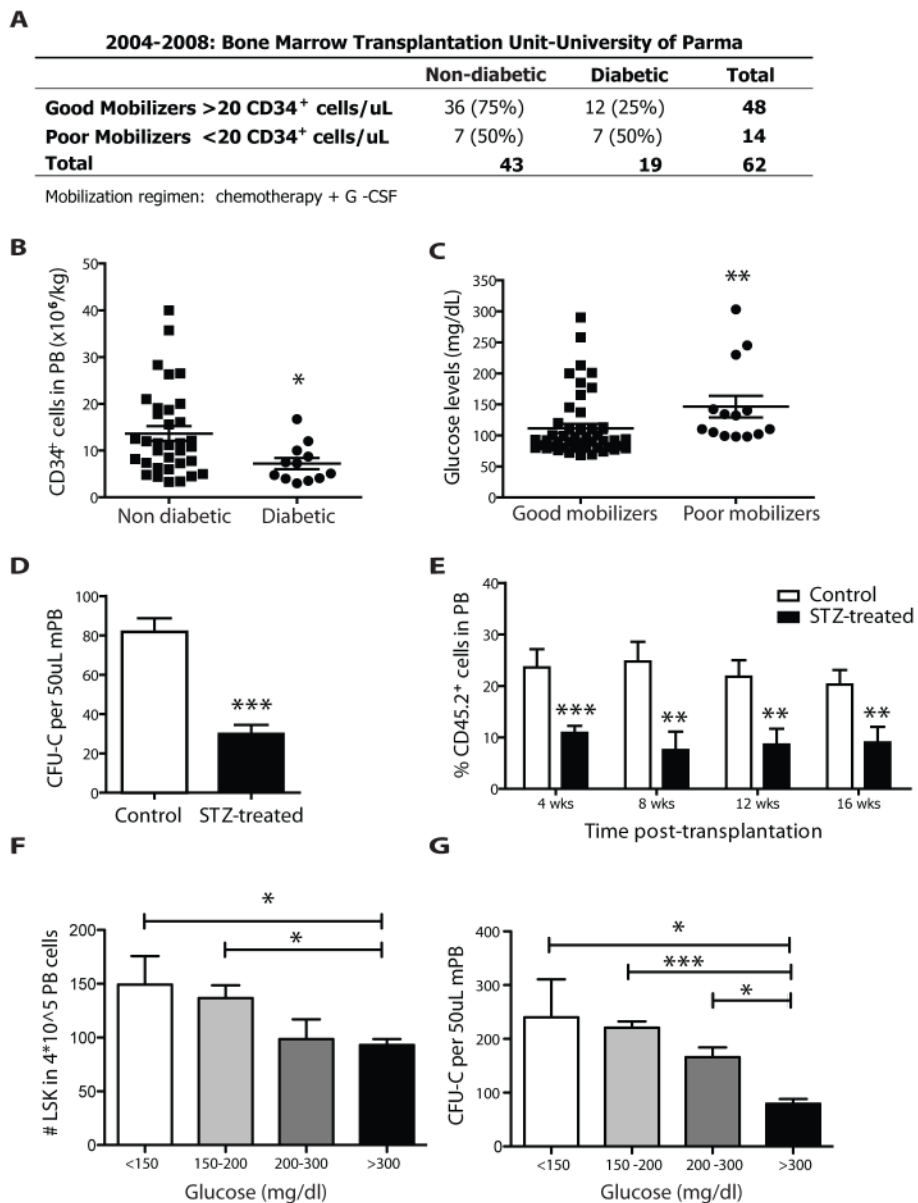 A
2004-2008: Bone Marrow Transplantation Unit-University of Parma
Non-diabetic Diabetic Total
Good Mobilizers >20 CD34⁺ cells/uL 36 (75%) 12 (25%) 48
Poor Mobilizers <20 CD34⁺ cells/uL 7 (50%) 7 (50%) 14
Total 43 19 62
Mobilization regimen: chemotherapy + G -CSF
B
CD34⁺ cells in PB (x10⁶/kg)
50
40
30
20
10
0
*
Non diabetic Diabetic
C
Glucose levels (mg/dL)
350
300
250
200
150
100
50
0
**
Good mobilizers Poor mobilizers
D
CFU-C per 50uL mPB
100
80
60
40
20
0
***
Control STZ-treated
E
% CD45.2⁺ cells in PB
40
30
20
10
0
Control
STZ-treated
*** ** ** **
4 wks 8 wks 12 wks 16 wks
Time post-transplantation
F
# LSK in 4*10^5 PB cells
200
150
100
50
0
*
*
<150 150-200 200-300 >300
Glucose (mg/dl)
G
CFU-C per 50uL mPB
400
300
200
100
0
*
***
*
<150 150-200 200-300 >300
Glucose (mg/dl)